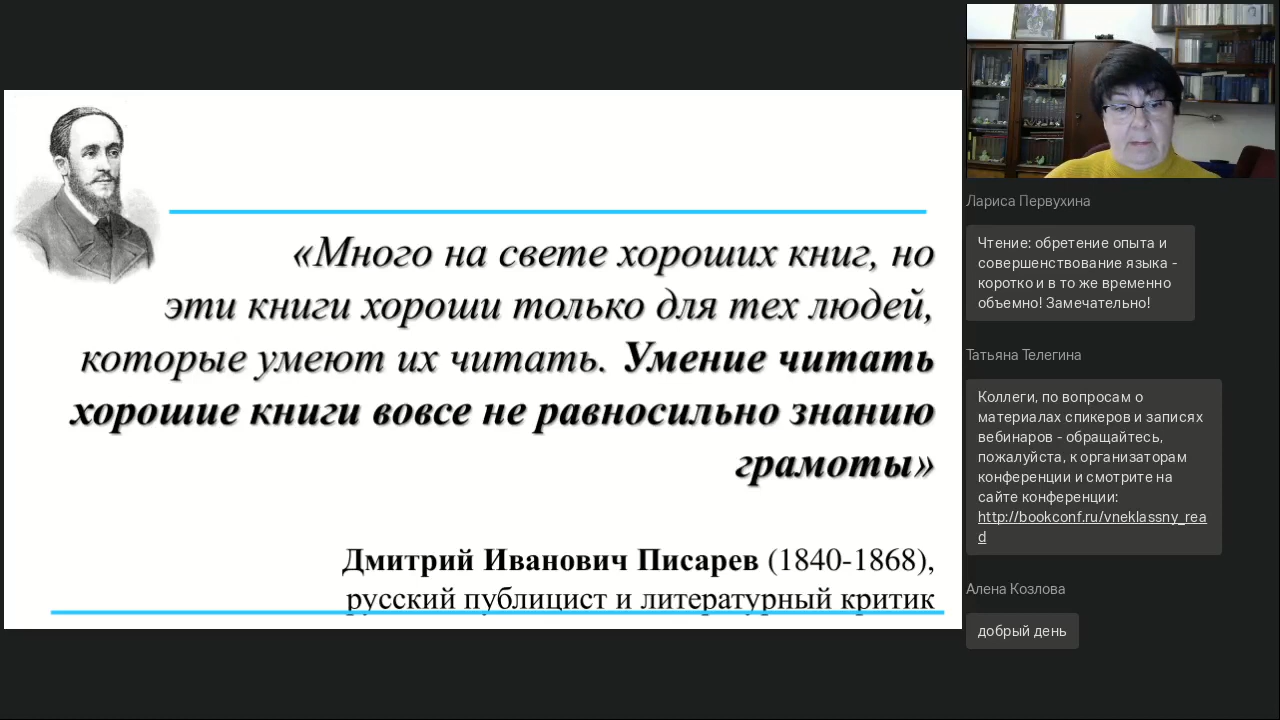 «Много на свете хороших книг, но
эти книги хороши только для тех людей,
которые умеют их читать. Умение читать
хорошие книги вовсе не равносильно знанию
грамоты»
Дмитрий Иванович Писарев (1840-1868),
русский публицист и литературный критик
Лариса Первухина
Чтение: обретение опыта и
совершенствование языка -
коротко и в то же временно
объемно! Замечательно!
Татьяна Телегина
Коллеги, по вопросам о
материалах спикеров и записях
вебинаров - обращайтесь,
пожалуйста, к организаторам
конференции и смотрите на
сайте конференции:
http://bookconf.ru/vneklassny_rea
d
Алена Козлова
добрый день